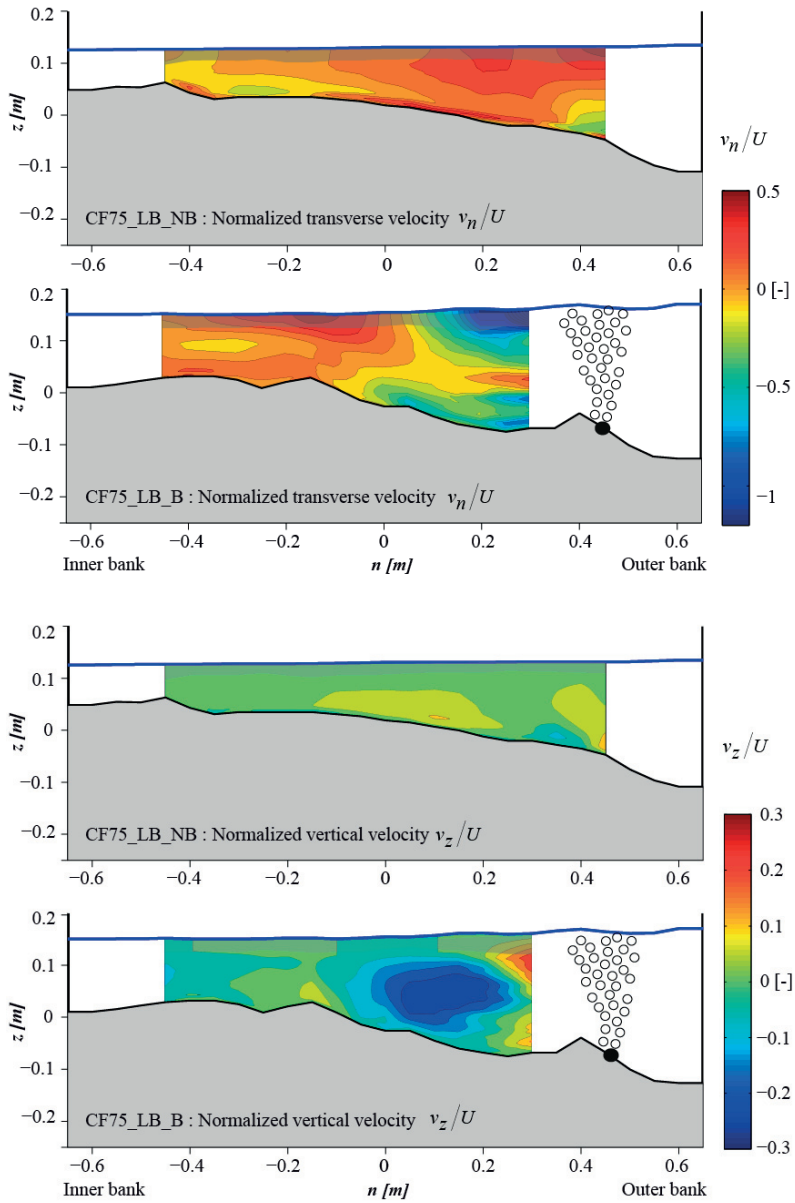 0.2
0.1
0
−0.1
−0.2
z [m]
CF75_LB_NB : Normalized transverse velocity v_n/U
−0.6 −0.4 −0.2 0 0.2 0.4 0.6
0.2
0.1
0
−0.1
−0.2
z [m]
CF75_LB_B : Normalized transverse velocity v_n/U
−0.6 −0.4 −0.2 0 0.2 0.4 0.6
Inner bank n [m] Outer bank
v_n/U
0.5
0 [-]
−0.5
−1
0.2
0.1
0
−0.1
−0.2
z [m]
CF75_LB_NB : Normalized vertical velocity v_z/U
−0.6 −0.4 −0.2 0 0.2 0.4 0.6
0.2
0.1
0
−0.1
−0.2
z [m]
CF75_LB_B : Normalized vertical velocity v_z/U
−0.6 −0.4 −0.2 0 0.2 0.4 0.6
Inner bank n [m] Outer bank
v_z/U
0.3
0.2
0.1
0 [-]
−0.1
−0.2
−0.3